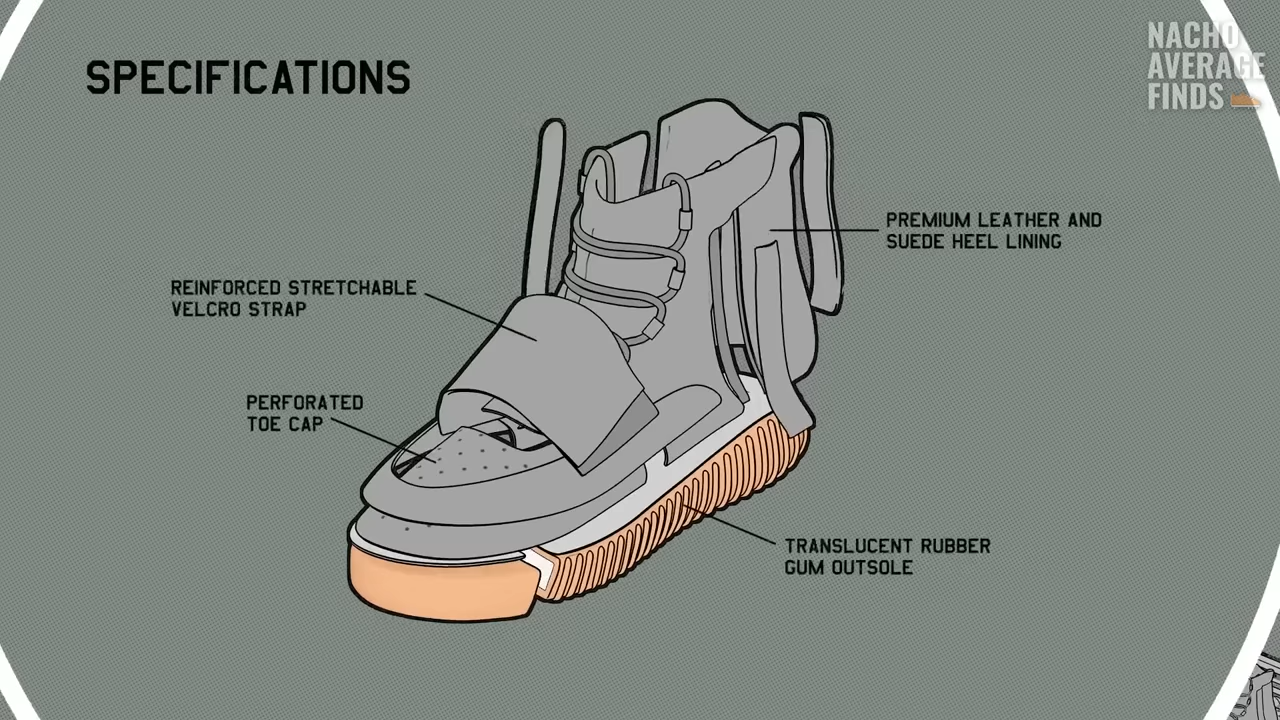 SPECIFICATIONS
NACHO
AVERAGE
FINDS
PREMIUM LEATHER AND
SUEDE HEEL LINING
REINFORCED STRETCHABLE
VELCRO STRAP
PERFORATED
TOE CAP
TRANSLUCENT RUBBER
GUM OUTSOLE